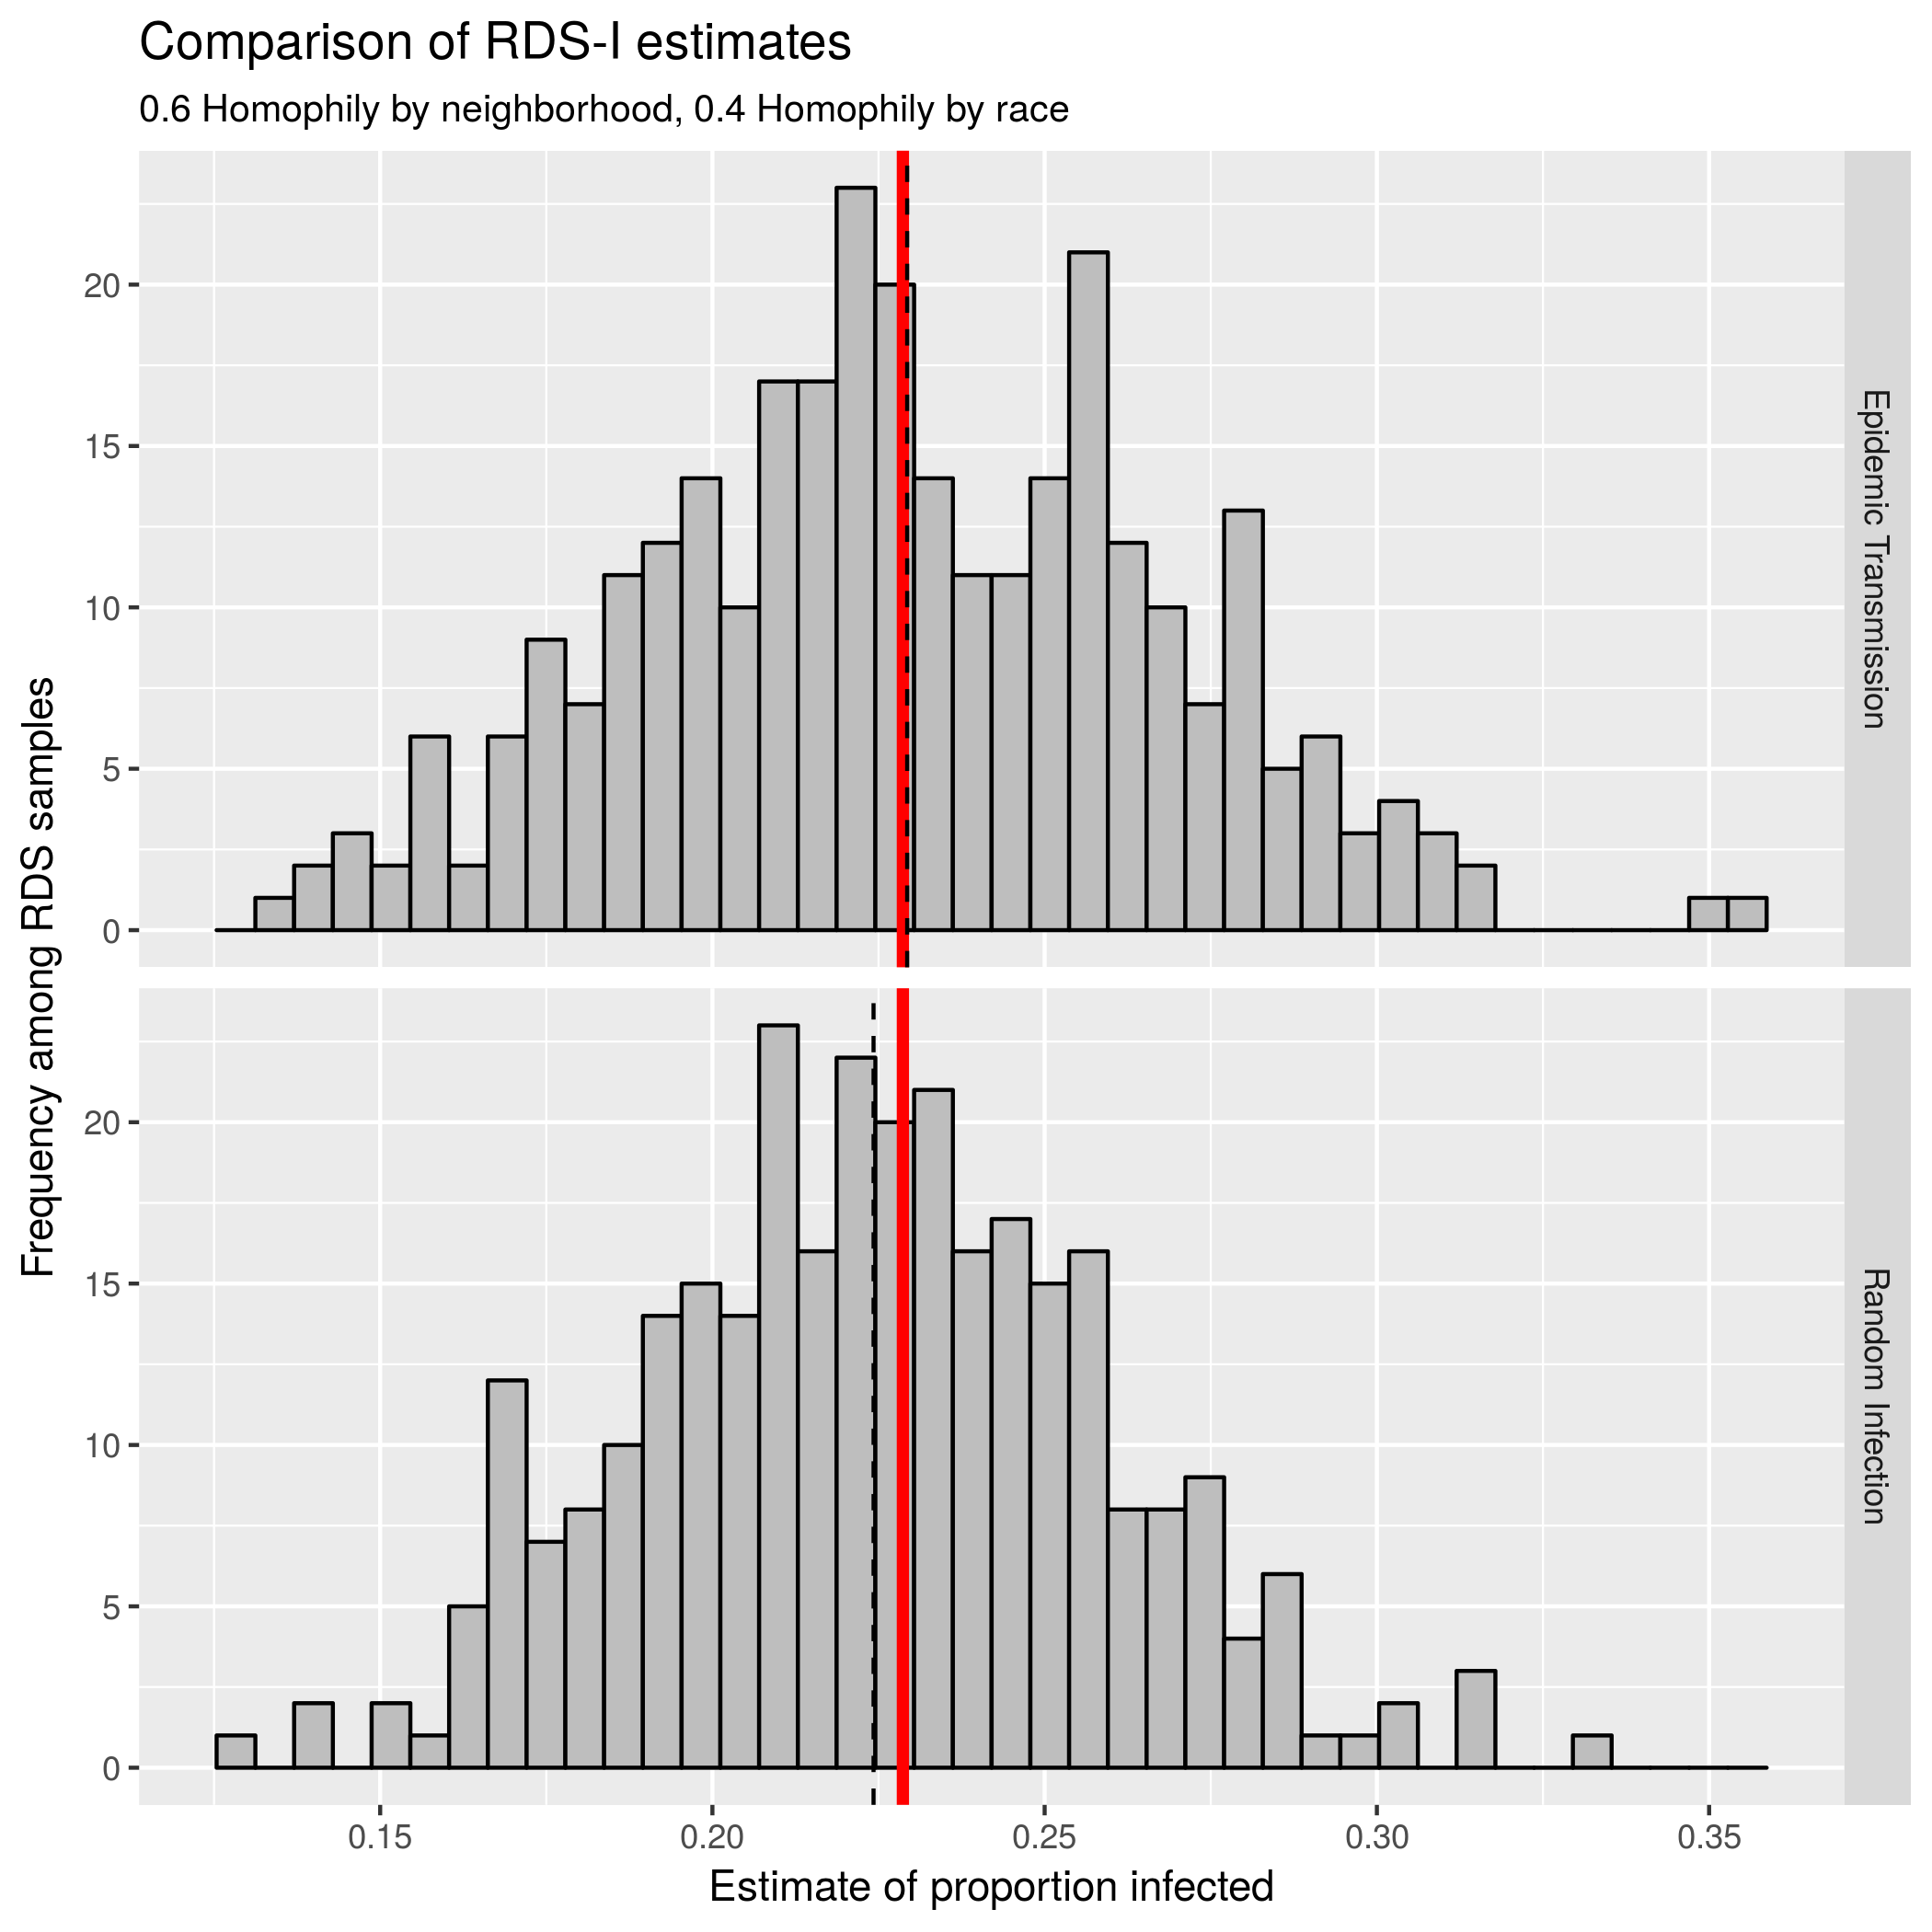 Comparison of RDS-I estimates
0.6 Homophily by neighborhood, 0.4 Homophily by race
Frequency among RDS samples
20
15
10
5
0
Epidemic Transmission
20
15
10
5
0
Random Infection
0.15 0.20 0.25 0.30 0.35
Estimate of proportion infected